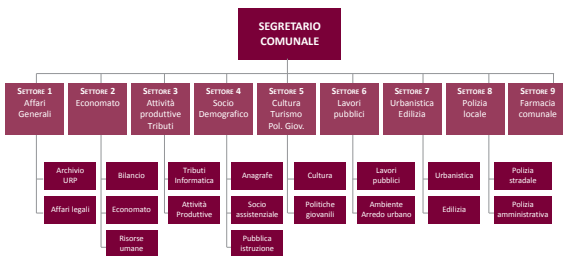 SEGRETARIO
COMUNALE
SETTORE 1
Affari
Generali
SETTORE 2
Economato
SETTORE 3
Attività
produttive
Tributi
SETTORE 4
Socio
Demografico
SETTORE 5
Cultura
Turismo
Pol. Giov.
SETTORE 6
Lavori
pubblici
SETTORE 7
Urbanistica
Edilizia
SETTORE 8
Polizia
locale
SETTORE 9
Farmacia
comunale
Archivio
URP
Bilancio
Tributi
Informatica
Anagrafe
Cultura
Lavori
pubblici
Urbanistica
Polizia
stradale
Affari legali
Economato
Attività
Produttive
Socio
assistenziale
Politiche
giovanili
Ambiente
Arredo urbano
Edilizia
Polizia
amministrativa
Risorse
umane
Pubblica
istruzione